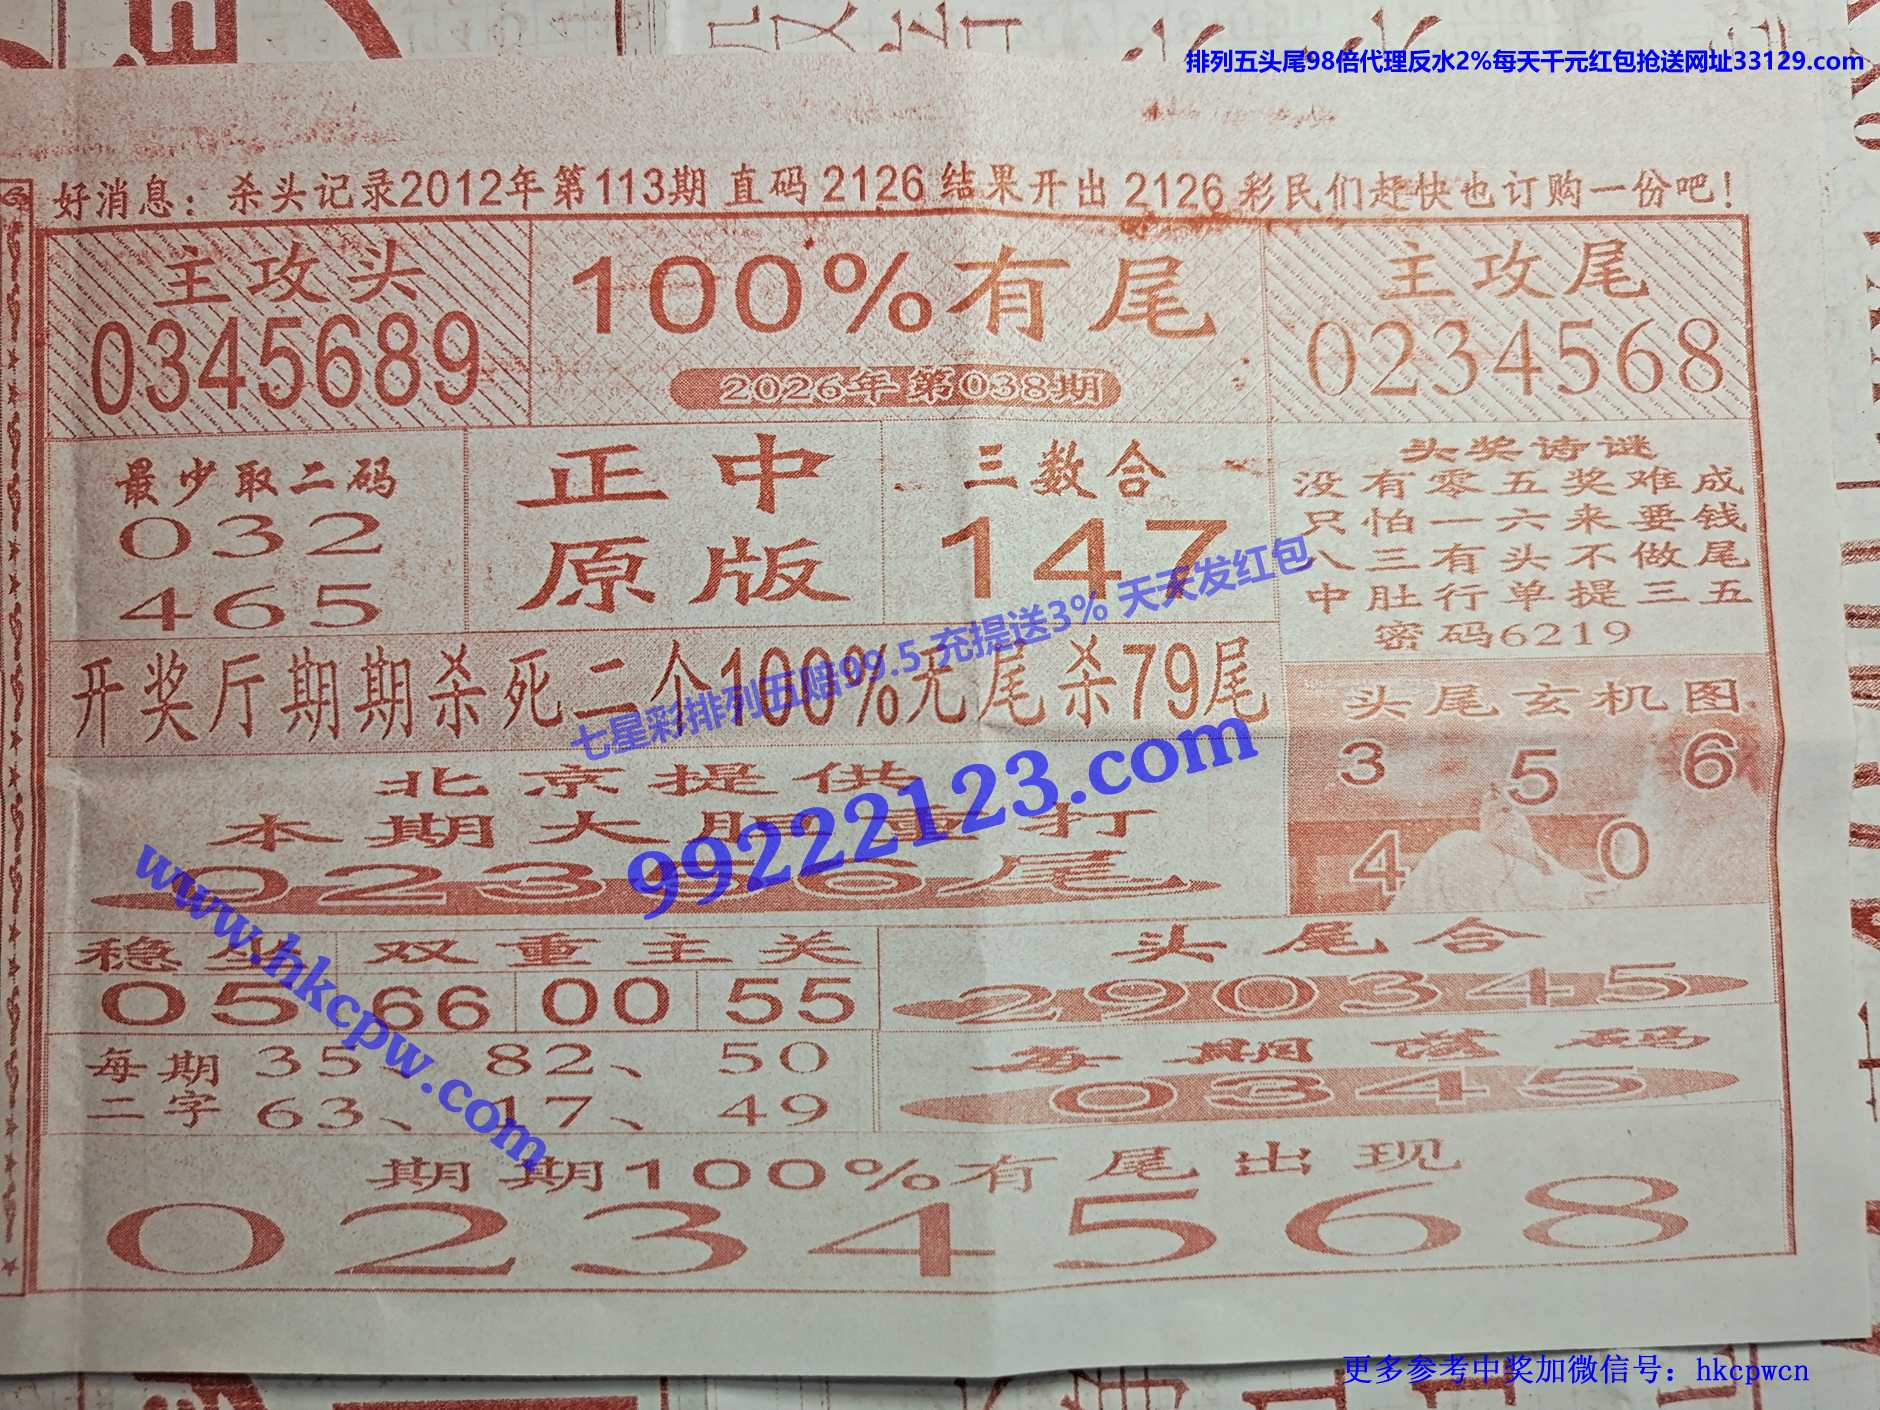 排列五头尾98倍代理反水2%每天千元红包抢送网址33129.com
好消息：杀头记录2012年第113期 直码 2126 结果开出 2126 彩民们赶快也订购一份吧！
主攻头
0345689
100%有尾
2026年第038期
主攻尾
0234568
最少取二码
032
465
正中
原版
三数合
147
头奖诗谜
没有零五奖难成
只怕一六来要钱
八三有头不做尾
中肚行单提三五
密码6219
开奖厅期期杀死二个100%无尾杀79尾
七星彩排列五赔99.5 充提送3% 天天发红包
99222123.com
头尾玄机图
3 5 6
4 0
北京提供
本期大胆重打
02356尾
www.hkcpw.com
稳坐
05
双重主关
66 00 55
头尾合
290345
每期二字
35、82、50
63、17、49
每期落码
0345
期期100%有尾出现
0234568
更多参考中奖加微信号：hkcpwcn